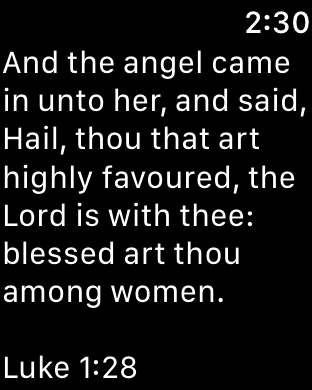 2:30
And the angel came
in unto her, and said,
Hail, thou that art
highly favoured, the
Lord is with thee:
blessed art thou
among women.
Luke 1:28